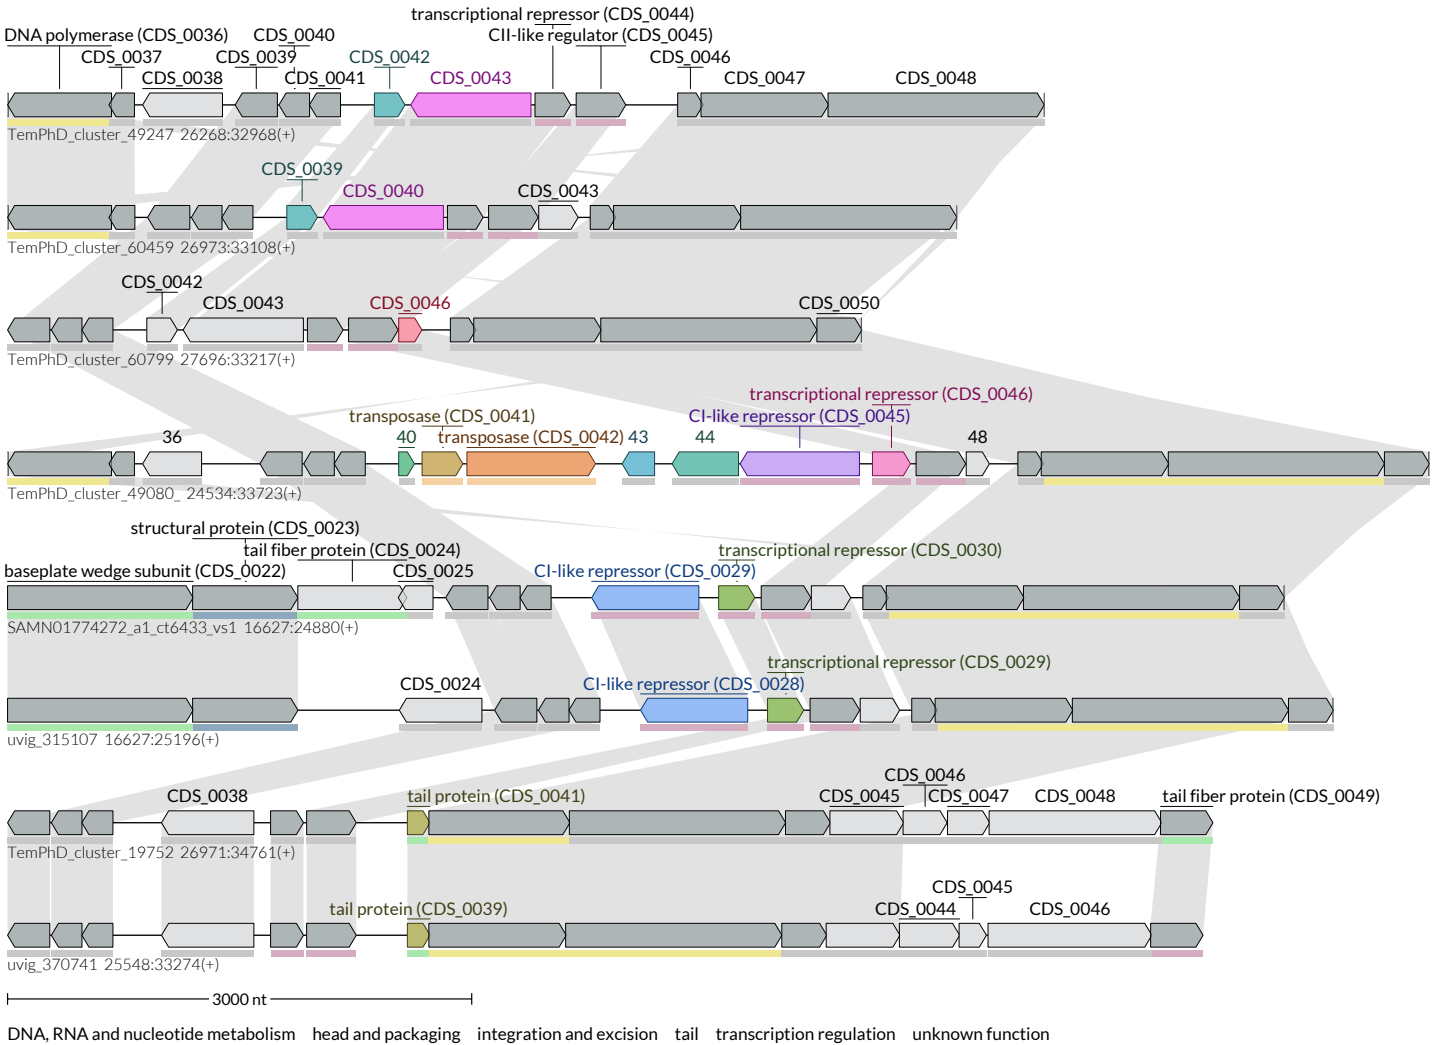 transcriptional repressor (CDS_0044)
DNA polymerase (CDS_0036) CDS_0040 CII-like regulator (CDS_0045)
CDS_0037 CDS_0039 CDS_0042 CDS_0046
CDS_0038 CDS_0041 CDS_0043 CDS_0047 CDS_0048
TemPhD_cluster_49247 26268:32968(+)
CDS_0039
CDS_0040 CDS_0043
TemPhD_cluster_60459 26973:33108(+)
CDS_0042
CDS_0043 CDS_0046 CDS_0050
TemPhD_cluster_60799 27696:33217(+)
transcriptional repressor (CDS_0046)
transposase (CDS_0041) CI-like repressor (CDS_0045)
36 40 transposase (CDS_0042) 43 44 48
TemPhD_cluster_49080_ 24534:33723(+)
structural protein (CDS_0023)
tail fiber protein (CDS_0024) transcriptional repressor (CDS_0030)
baseplate wedge subunit (CDS_0022) CDS_0025 CI-like repressor (CDS_0029)
SAMN01774272_a1_ct6433_vs1 16627:24880(+)
transcriptional repressor (CDS_0029)
CDS_0024 CI-like repressor (CDS_0028)
uvig_315107 16627:25196(+)
CDS_0046
CDS_0038 tail protein (CDS_0041) CDS_0045 CDS_0047 CDS_0048 tail fiber protein (CDS_0049)
TemPhD_cluster_19752 26971:34761(+)
CDS_0045
tail protein (CDS_0039) CDS_0044 CDS_0046
uvig_370741 25548:33274(+)
3000 nt
DNA, RNA and nucleotide metabolism head and packaging integration and excision tail transcription regulation unknown function